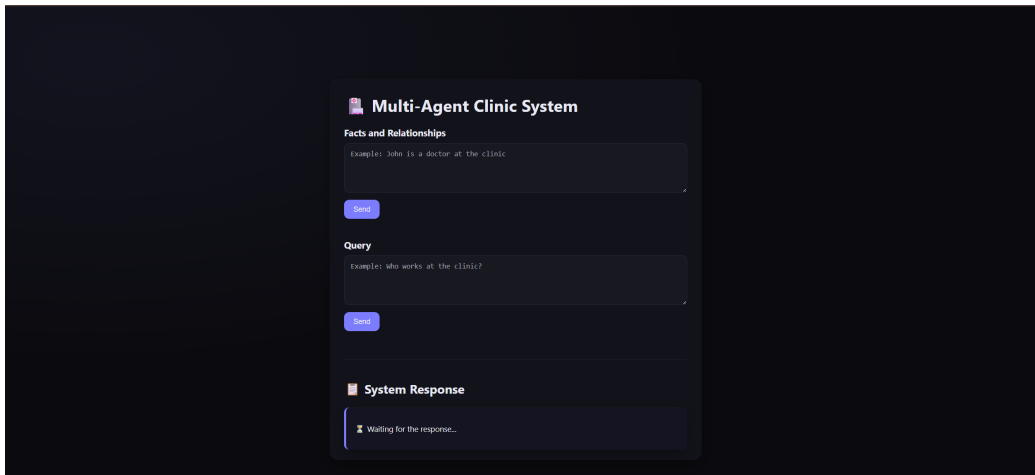 Multi-Agent Clinic System
Facts and Relationships
Example: John is a doctor at the clinic
Send
Query
Example: Who works at the clinic?
Send
System Response
Waiting for the response...